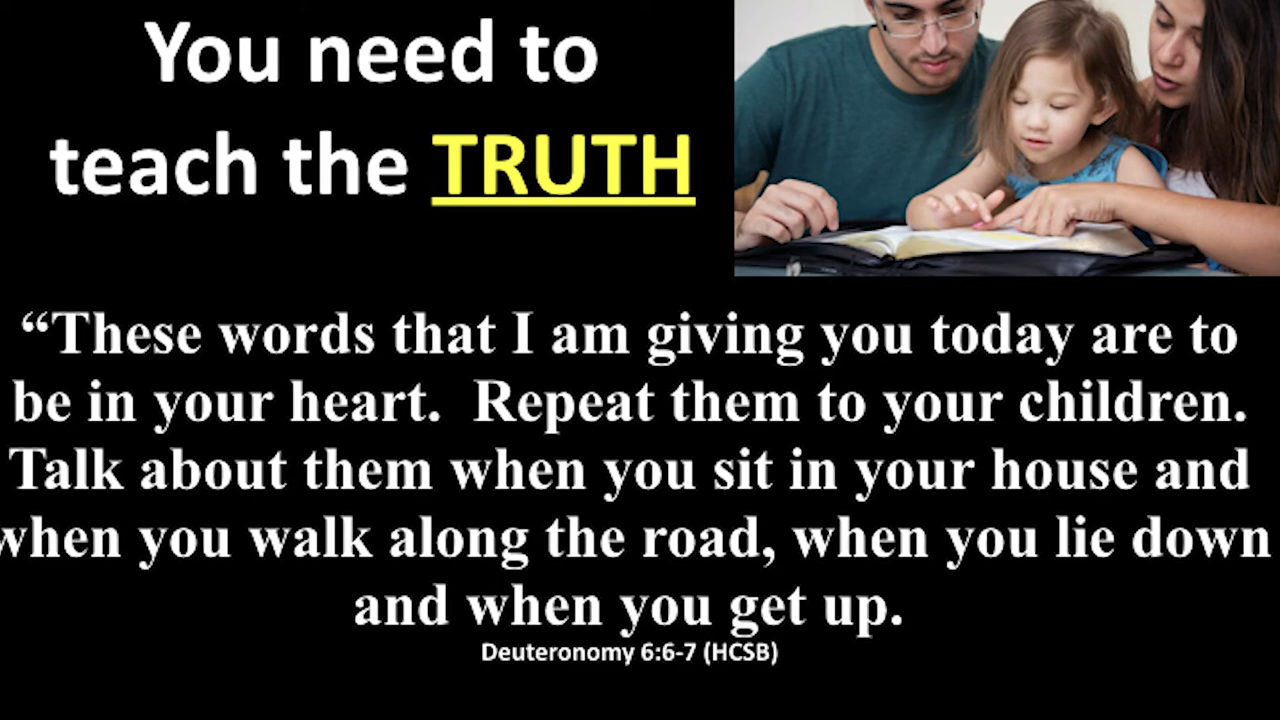 You need to
teach the TRUTH
“These words that I am giving you today are to
be in your heart.  Repeat them to your children.
Talk about them when you sit in your house and
when you walk along the road, when you lie down
and when you get up.
Deuteronomy 6:6-7 (HCSB)